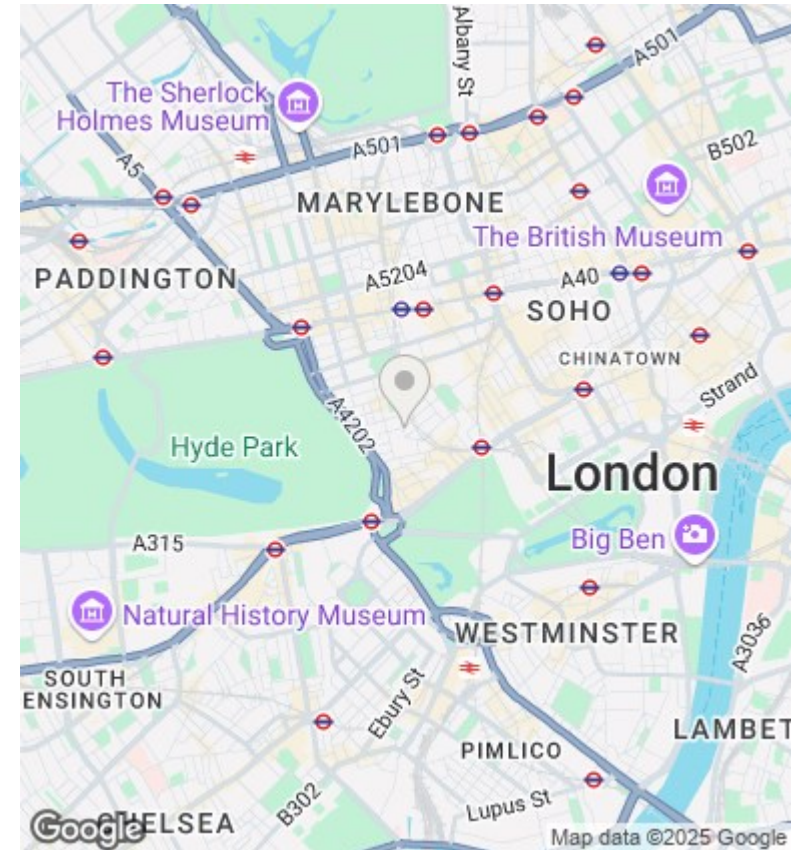 Albany St
A501
The Sherlock
Holmes Museum
A501
A5
B502
MARYLEBONE
The British Museum
PADDINGTON
A5204
A40
SOHO
CHINATOWN
Strand
A4202
Hyde Park
London
A315
Big Ben
Natural History Museum
WESTMINSTER
A3036
SOUTH
ENSINGTON
Ebury St
LAMBET
PIMLICO
B302
Lupus St
Google
HELSEA
Map data ©2025 Google